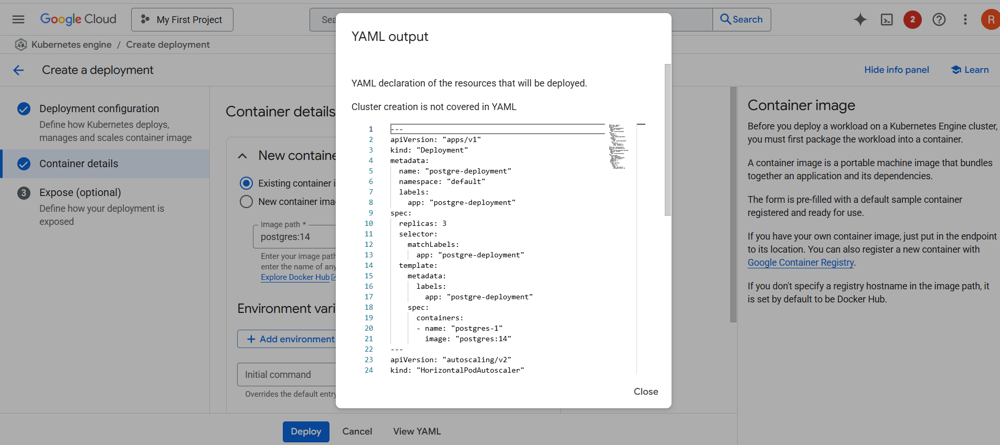 Google Cloud
My First Project
Sea
Search
2
R
Kubernetes engine / Create deployment
Create a deployment
Hide info panel
Learn
Deployment configuration
Define how Kubernetes deploys,
manages and scales container image
Container details
3
Expose (optional)
Define how your deployment is
exposed
Container details
New containe
Existing container i
New container ima
Image path *
postgres:14
Enter your image path
enter the name of any
Explore Docker Hub
Environment vari
+ Add environment
Initial command
Overrides the default entry
Deploy
Cancel
View YAML
YAML output
YAML declaration of the resources that will be deployed.
Cluster creation is not covered in YAML
1 ---
2 apiVersion: "apps/v1"
3 kind: "Deployment"
4 metadata:
5 name: "postgre-deployment"
6 namespace: "default"
7 labels:
8 app: "postgre-deployment"
9 spec:
10 replicas: 3
11 selector:
12 matchLabels:
13 app: "postgre-deployment"
14 template:
15 metadata:
16 labels:
17 app: "postgre-deployment"
18 spec:
19 containers:
20 - name: "postgres-1"
21 image: "postgres:14"
22 ---
23 apiVersion: "autoscaling/v2"
24 kind: "HorizontalPodAutoscaler"
Close
Container image
Before you deploy a workload on a Kubernetes Engine cluster,
you must first package the workload into a container.
A container image is a portable machine image that bundles
together an application and its dependencies.
The form is pre-filled with a default sample container
registered and ready for use.
If you have your own container image, just put in the endpoint
to its location. You can also register a new container with
Google Container Registry.
If you don't specify a registry hostname in the image path, it
is set by default to be Docker Hub.